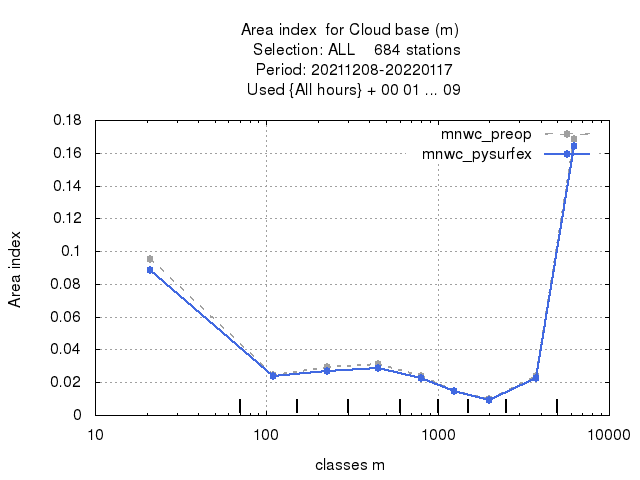 Area index  for Cloud base (m)
Selection: ALL    684 stations
Period: 20211208-20220117
Used {All hours} + 00 01 ... 09
mnwc_preop
mnwc_pysurfex
0.18
0.16
0.14
0.12
0.1
0.08
0.06
0.04
0.02
0
Area index
10
100
1000
10000
classes m